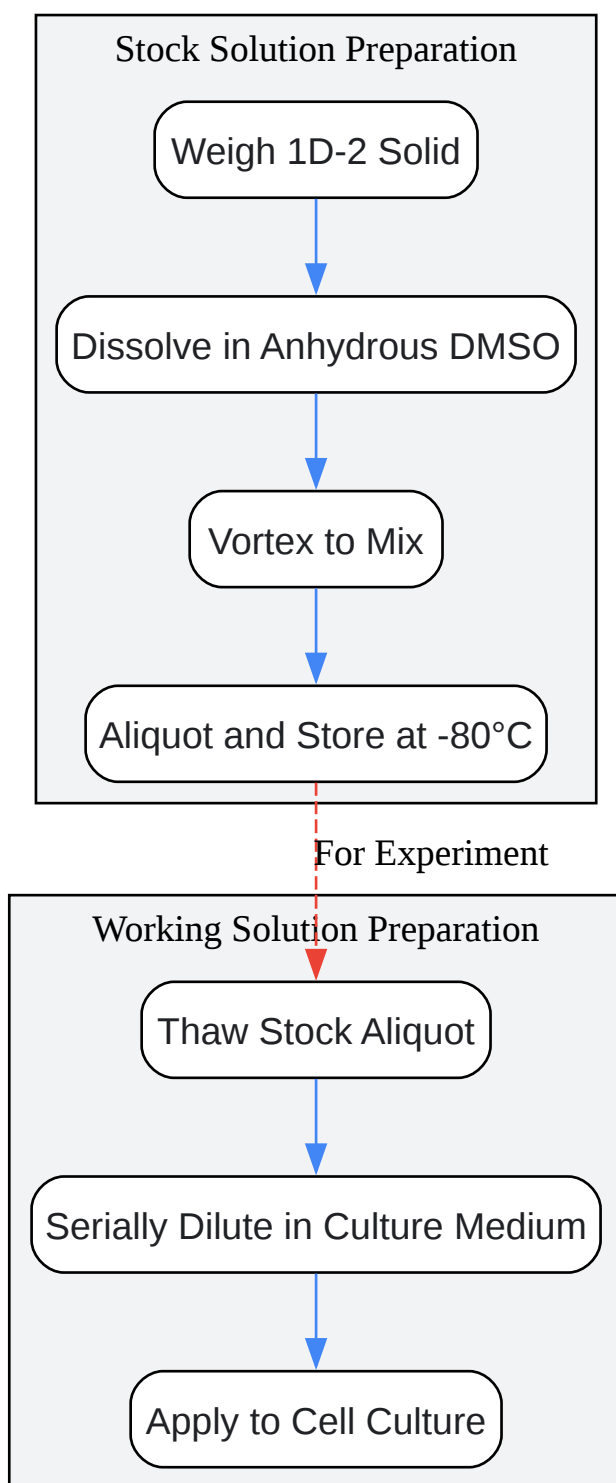 Stock Solution Preparation
Weigh 1D-2 Solid
Dissolve in Anhydrous DMSO
Vortex to Mix
Aliquot and Store at -80°C
For Experiment
Working Solution Preparation
Thaw Stock Aliquot
Serially Dilute in Culture Medium
Apply to Cell Culture